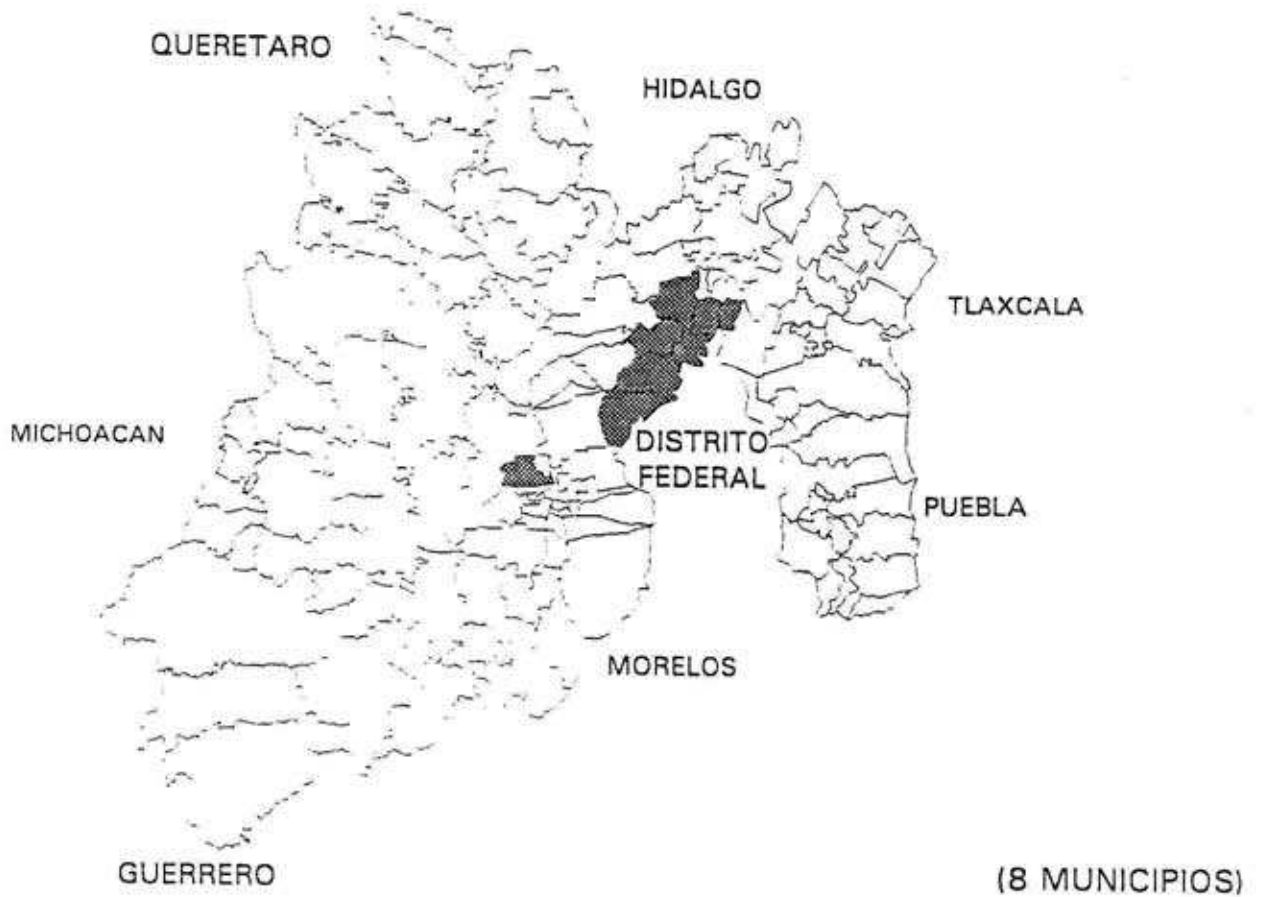 QUERETARO
HIDALGO
TLAXCALA
MICHOACAN
DISTRITO
FEDERAL
PUEBLA
MORELOS
GUERRERO
(8 MUNICIPIOS)